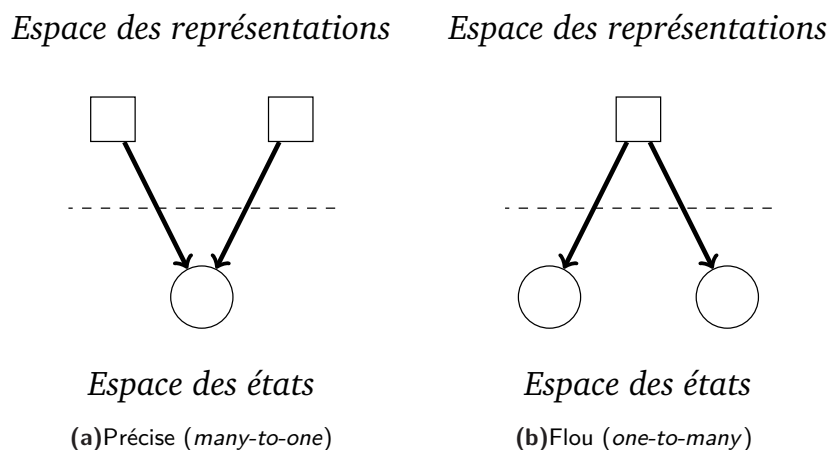 Espace des représentations
Espace des états
(a)Précise (many-to-one)
Espace des représentations
Espace des états
(b)Flou (one-to-many)